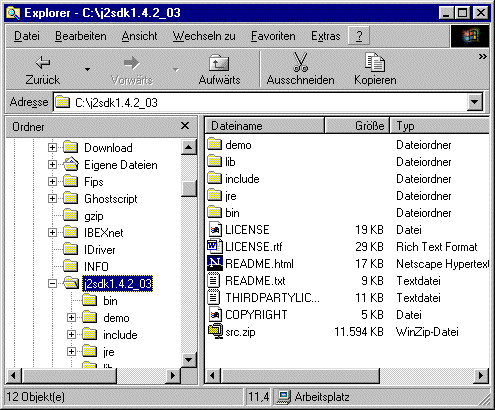 Explorer - C:\j2sdk1.4.2_03
Datei Bearbeiten Ansicht Wechseln zu Favoriten Extras ?
Zurück Vorwärts Aufwärts Ausschneiden Kopieren »
Adresse C:\j2sdk1.4.2_03
Ordner
Download
Eigene Dateien
Fips
Ghostscript
gzip
IBEXnet
IDriver
INFO
j2sdk1.4.2_03
bin
demo
include
jre
lib
Dateiname Größe Typ
demo Dateiordner
lib Dateiordner
include Dateiordner
jre Dateiordner
bin Dateiordner
LICENSE 19 KB Datei
LICENSE.rtf 29 KB Rich Text Format
README.html 17 KB Netscape Hypertext
README.txt 9 KB Textdatei
THIRDPARTYLIC... 11 KB Textdatei
COPYRIGHT 5 KB Datei
src.zip 11.594 KB WinZip-Datei
12 Objekt(e) 11,4 Arbeitsplatz